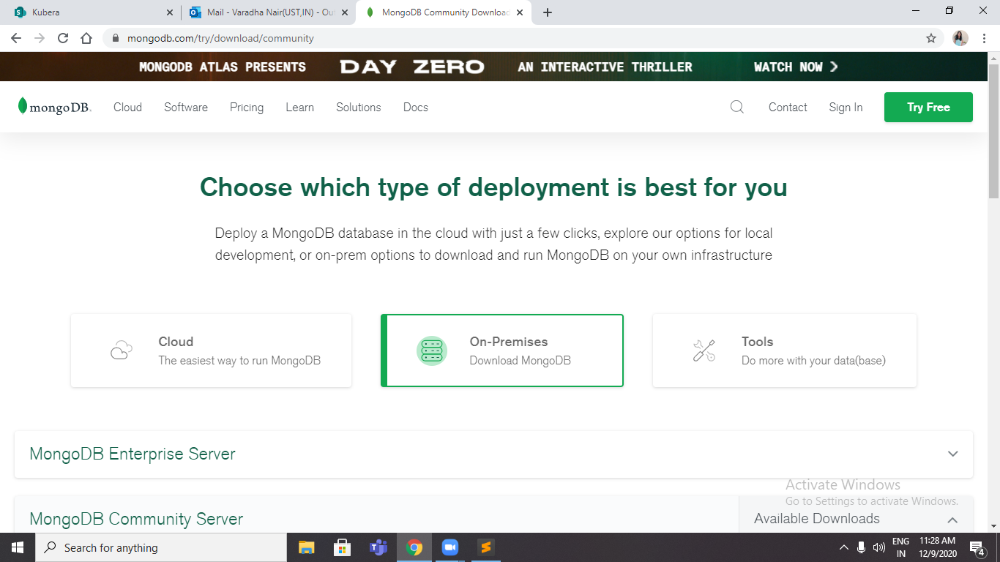 Kubera
Mail - Varadha Nair(UST,IN) - Out
MongoDB Community Download
mongodb.com/try/download/community
MONGODB ATLAS PRESENTS DAY ZERO AN INTERACTIVE THRILLER WATCH NOW
mongoDB.
Cloud Software Pricing Learn Solutions Docs Contact Sign In Try Free
Choose which type of deployment is best for you
Deploy a MongoDB database in the cloud with just a few clicks, explore our options for local
development, or on-prem options to download and run MongoDB on your own infrastructure
Cloud
The easiest way to run MongoDB
On-Premises
Download MongoDB
Tools
Do more with your data(base)
MongoDB Enterprise Server
Activate Windows
Go to Settings to activate Windows.
MongoDB Community Server
Available Downloads
Search for anything
ENG
IN
11:28 AM
12/9/2020
4